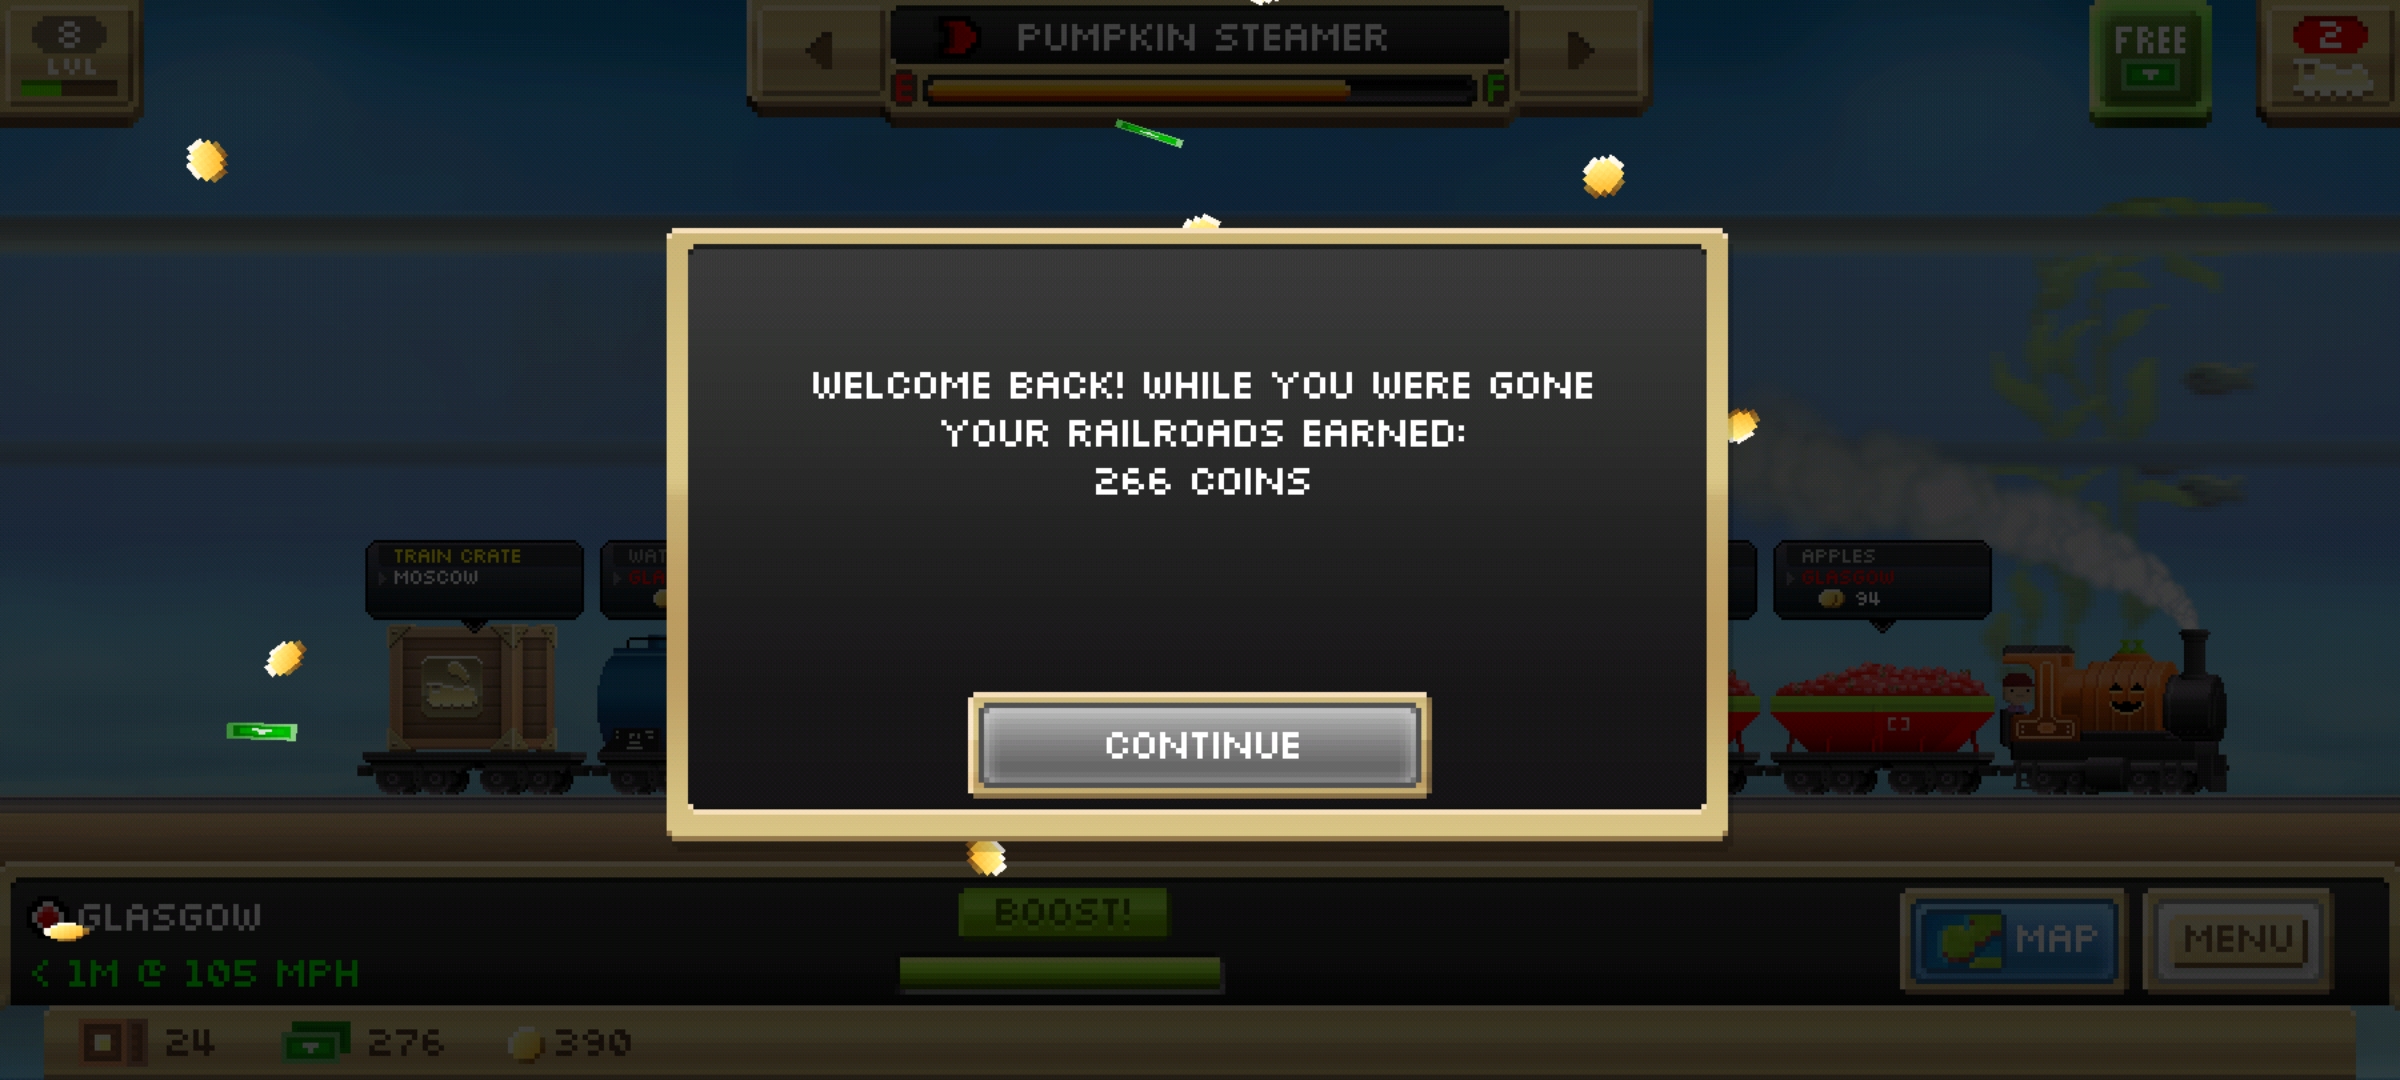 8
LVL
PUMPKIN STEAMER
E F
FREE
2
WELCOME BACK! WHILE YOU WERE GONE
YOUR RAILROADS EARNED:
266 COINS
CONTINUE
TRAIN CRATE
MOSCOW
APPLES
GLASGOW
94
GLASGOW
< 1M @ 105 MPH
BOOST!
MAP
MENU
24 276 390